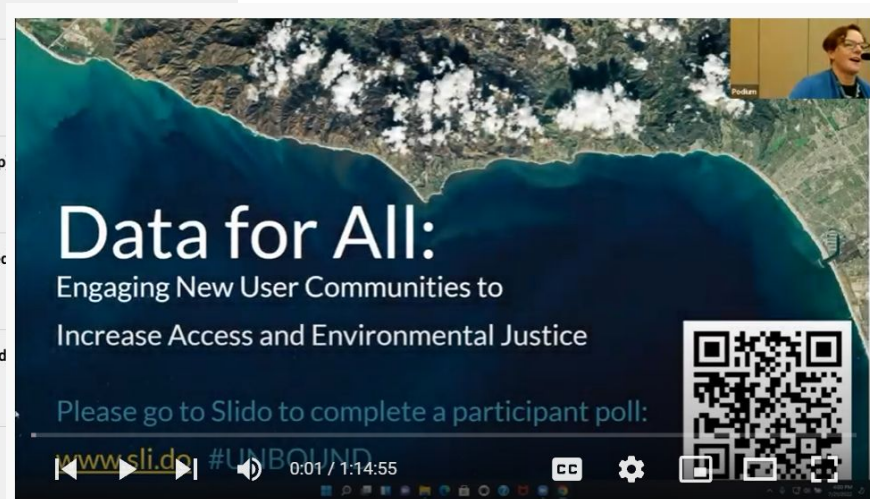 Podium
Data for All:
Engaging New User Communities to
Increase Access and Environmental Justice
Please go to Slido to complete a participant poll:
www.sli.do #UNBOUND
0:01 / 1:14:55
CC
p
d